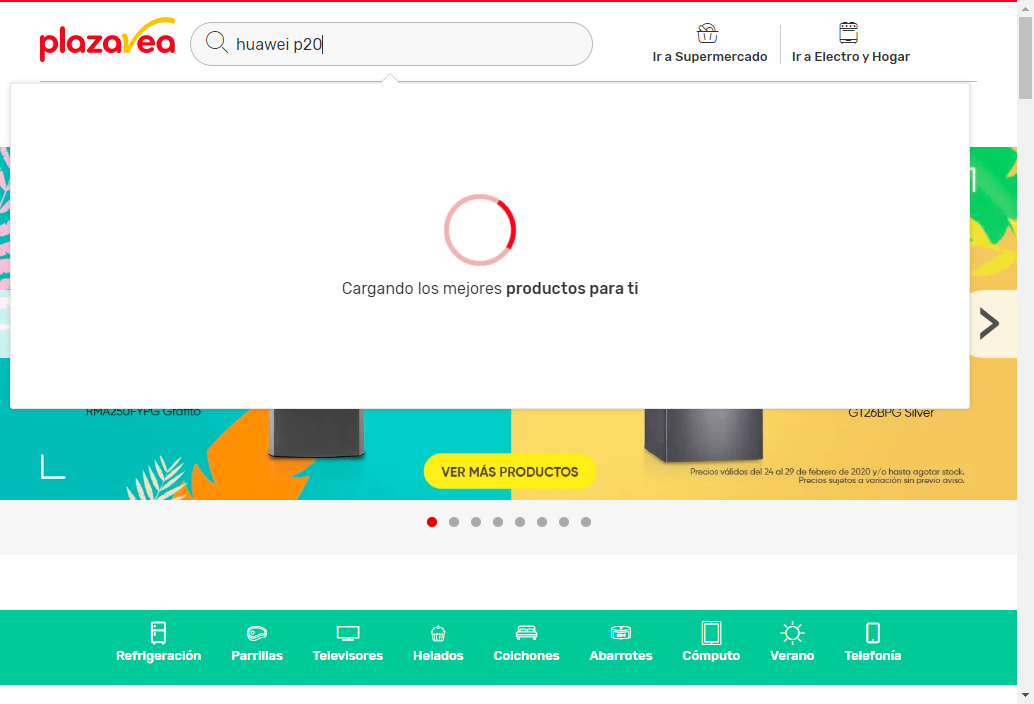 plazavea
huawei p20
Ir a Supermercado
Ir a Electro y Hogar
Cargando los mejores productos para ti
RMA250FYPG Grafito
GT26BPG Silver
VER MÁS PRODUCTOS
Precios válidos del 24 al 29 de febrero de 2020 y/o hasta agotar stock.
Precios sujetos a variación sin previo aviso.
Refrigeración
Parrillas
Televisores
Helados
Colchones
Abarrotes
Cómputo
Verano
Telefonía